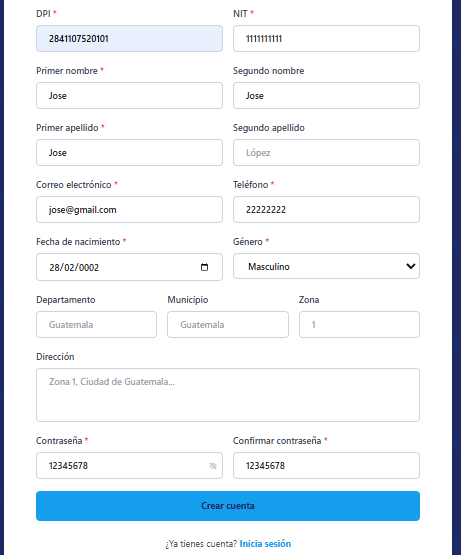 DPI * NIT *
2841107520101 1111111111
Primer nombre * Segundo nombre
Jose Jose
Primer apellido * Segundo apellido
Jose López
Correo electrónico * Teléfono *
jose@gmail.com 22222222
Fecha de nacimiento * Género *
28/02/0002 Masculino
Departamento Municipio Zona
Guatemala Guatemala 1
Dirección
Zona 1, Ciudad de Guatemala...
Contraseña * Confirmar contraseña *
12345678 12345678
Crear cuenta
¿Ya tienes cuenta? Inicia sesión